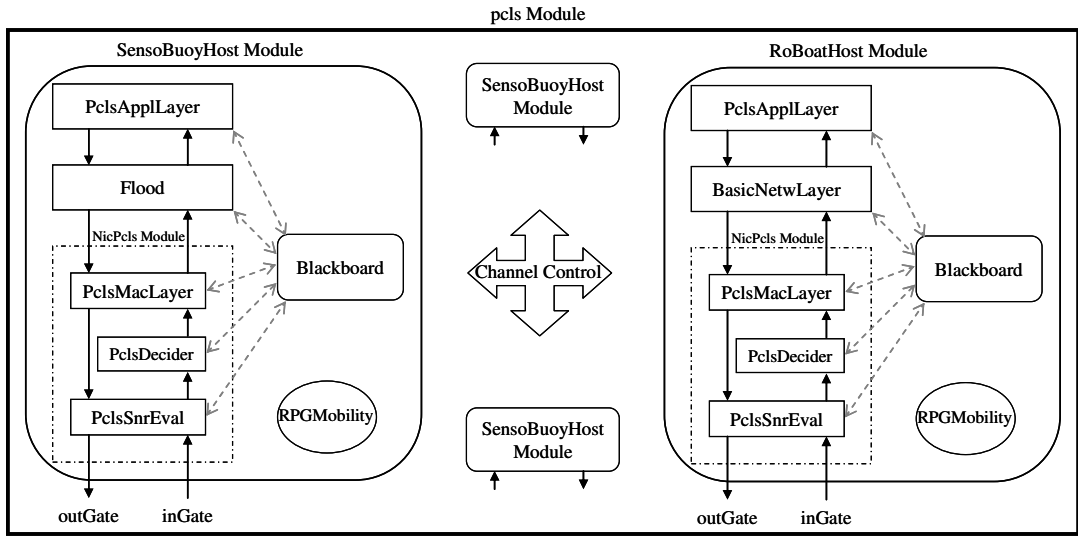 pcls Module
SensoBuoyHost Module
PclsApplLayer
Flood
NicPcls Module
PclsMacLayer
PclsDecider
PclsSnrEval
Blackboard
RPGMobility
outGate
inGate
SensoBuoyHost
Module
Channel Control
SensoBuoyHost
Module
RoBoatHost Module
PclsApplLayer
BasicNetwLayer
NicPcls Module
PclsMacLayer
PclsDecider
PclsSnrEval
Blackboard
RPGMobility
outGate
inGate